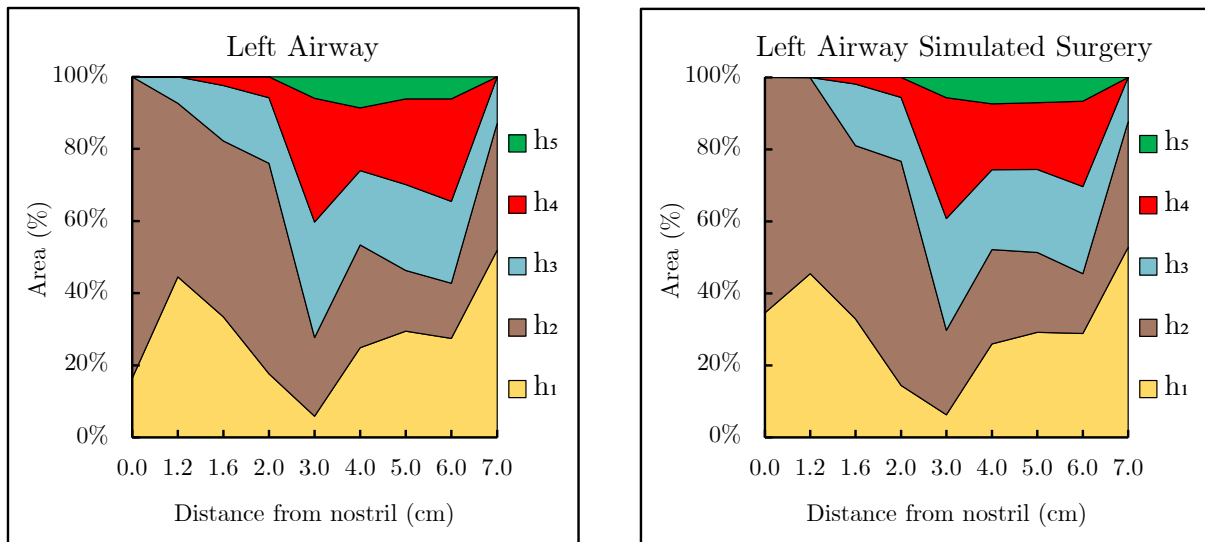 Left Airway
100%
80%
60%
40%
20%
0%
Area (%)
0.0 1.2 1.6 2.0 3.0 4.0 5.0 6.0 7.0
Distance from nostril (cm)
h₅
h₄
h₃
h₂
h₁
Left Airway Simulated Surgery
100%
80%
60%
40%
20%
0%
Area (%)
0.0 1.2 1.6 2.0 3.0 4.0 5.0 6.0 7.0
Distance from nostril (cm)
h₅
h₄
h₃
h₂
h₁